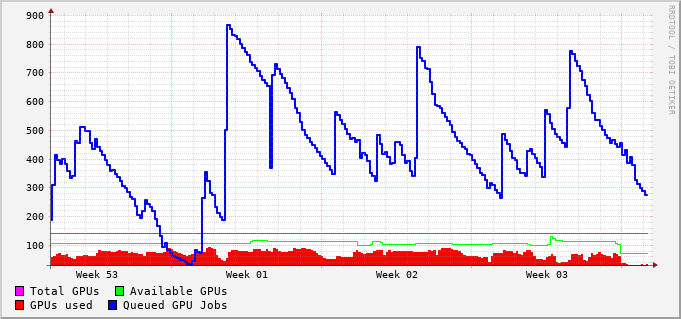 900
800
700
600
500
400
300
200
100
Week 53 Week 01 Week 02 Week 03
Total GPUs Available GPUs
GPUs used Queued GPU Jobs
RRDTOOL / TOBI OETIKER